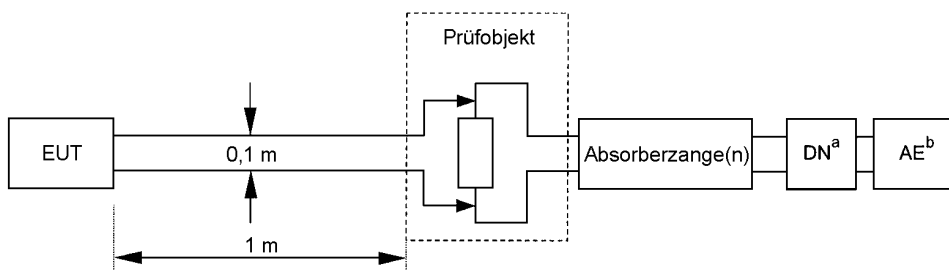 Prüfobjekt
EUT
0,1 m
Absorberzange(n)
DNᵃ
AEᵇ
1 m